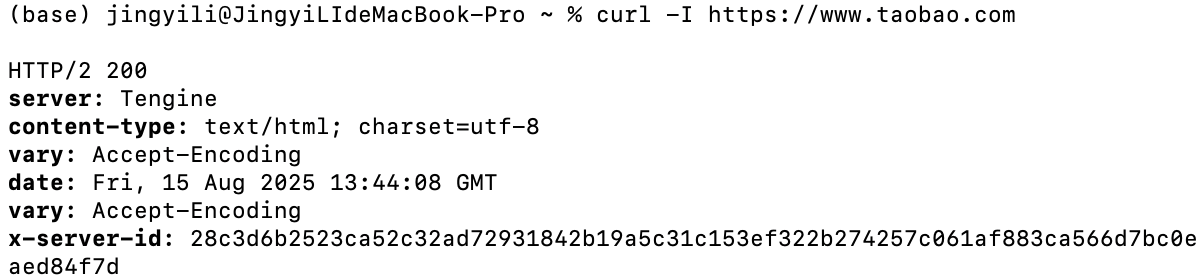 (base) jingyili@JingyiLIdeMacBook-Pro ~ % curl -I https://www.taobao.com
HTTP/2 200
server: Tengine
content-type: text/html; charset=utf-8
vary: Accept-Encoding
date: Fri, 15 Aug 2025 13:44:08 GMT
vary: Accept-Encoding
x-server-id: 28c3d6b2523ca52c32ad72931842b19a5c31c153ef322b274257c061af883ca566d7bc0e
aed84f7d